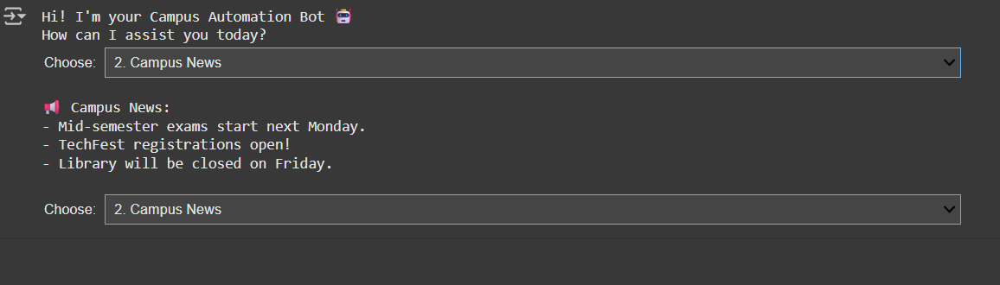 Hi! I'm your Campus Automation Bot 🤖
How can I assist you today?
Choose: 2. Campus News
📢 Campus News:
- Mid-semester exams start next Monday.
- TechFest registrations open!
- Library will be closed on Friday.
Choose: 2. Campus News